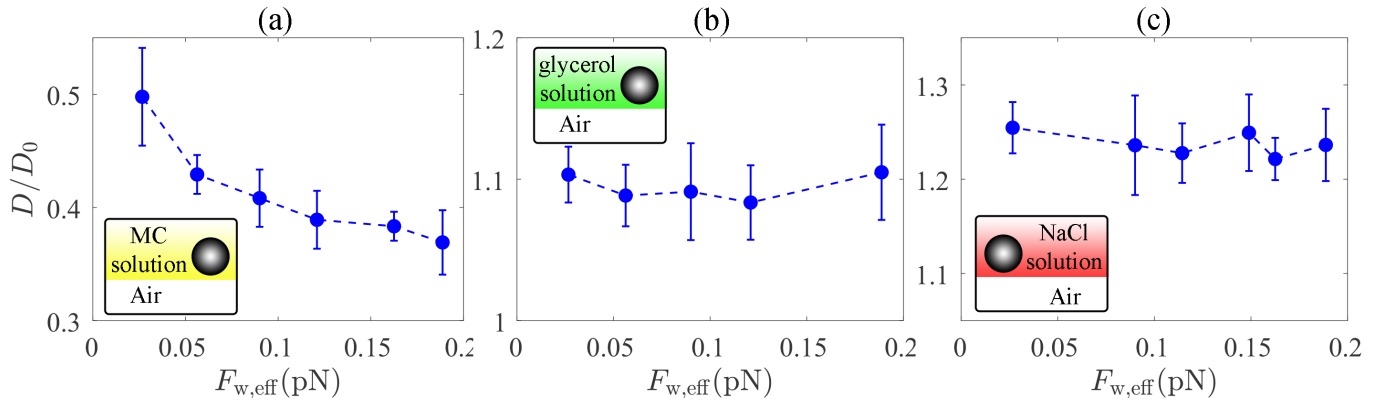 (a)
0.5
0.4
0.3
D/D0
MC
solution
Air
0
0.05
0.1
0.15
0.2
Fw,eff(pN)
(b)
1.2
1.1
1
glycerol
solution
Air
0
0.05
0.1
0.15
0.2
Fw,eff(pN)
(c)
1.3
1.2
1.1
NaCl
solution
Air
0
0.05
0.1
0.15
0.2
Fw,eff(pN)